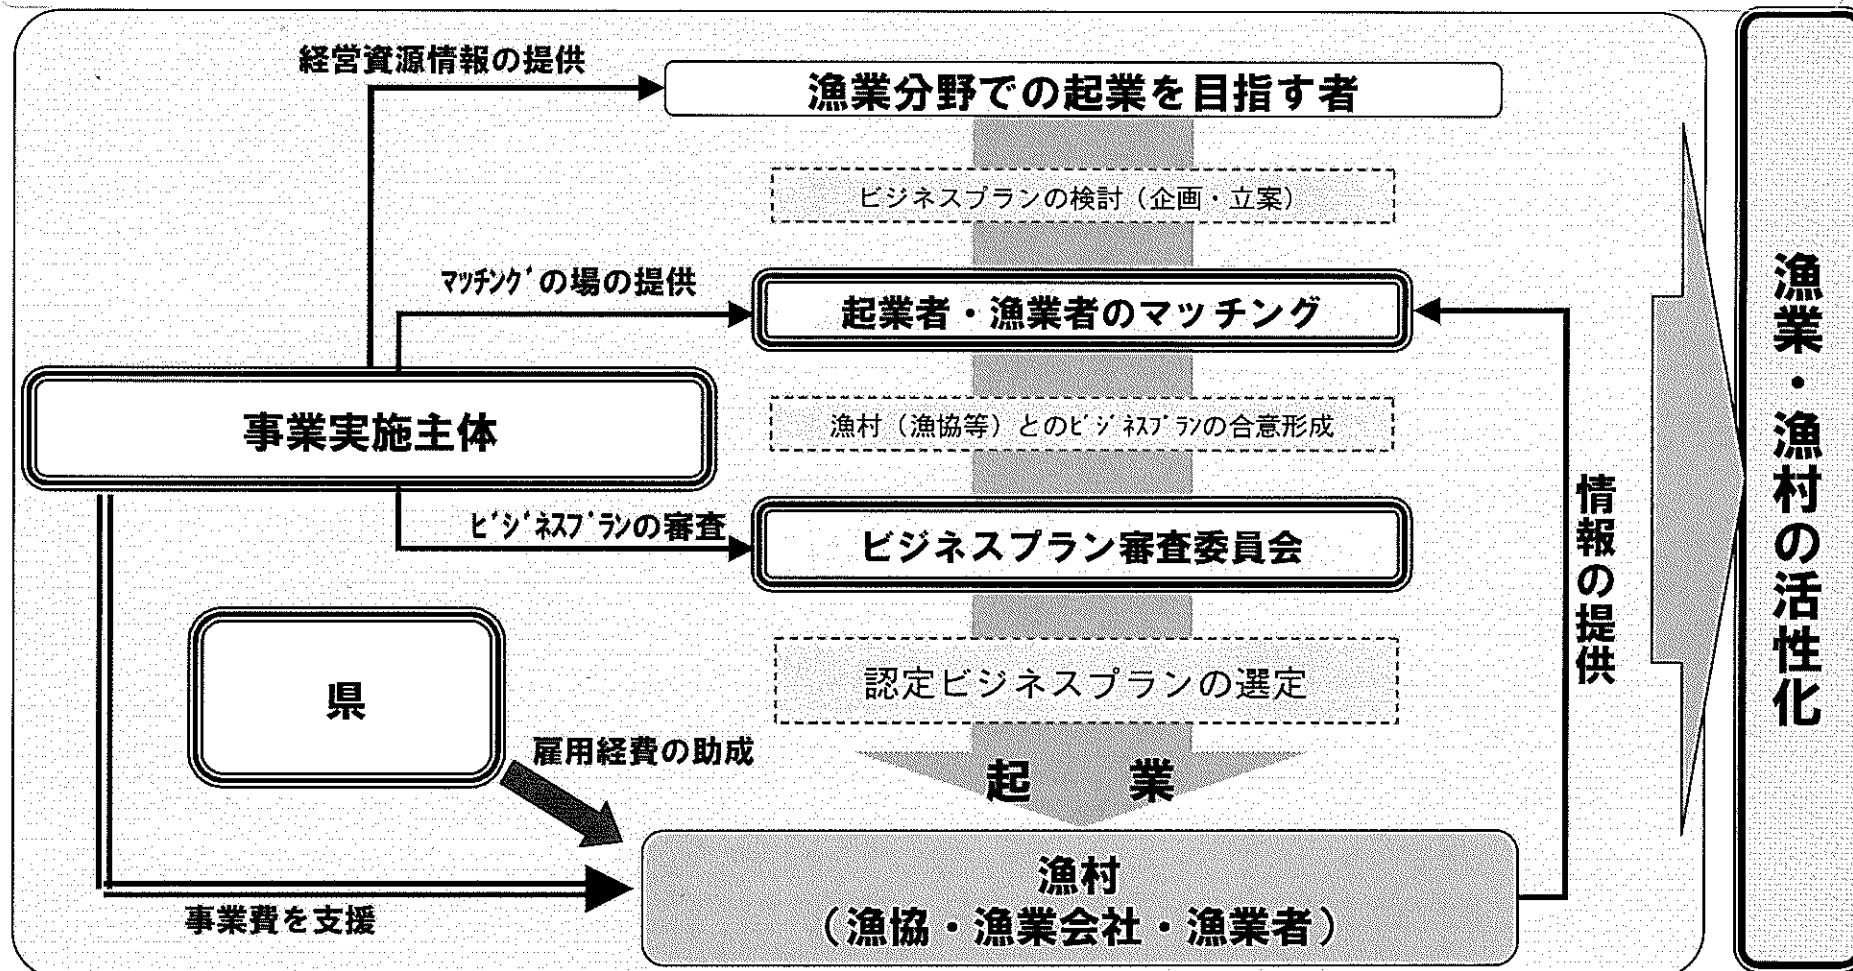 経営資源情報の提供
漁業分野での起業を目指す者
ビジネスプランの検討（企画・立案）
ﾏｯﾁﾝｸﾞの場の提供
起業者・漁業者のマッチング
事業実施主体
漁村（漁協等）とのﾋﾞｼﾞﾈｽﾌﾟﾗﾝの合意形成
ﾋﾞｼﾞﾈｽﾌﾟﾗﾝの審査
ビジネスプラン審査委員会
県
認定ビジネスプランの選定
雇用経費の助成
起　業
漁村
（漁協・漁業会社・漁業者）
事業費を支援
情報の提供
漁業・漁村の活性化